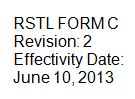 RSTL FORM C
Revision: 2
Effectivity Date:
June 10, 2013